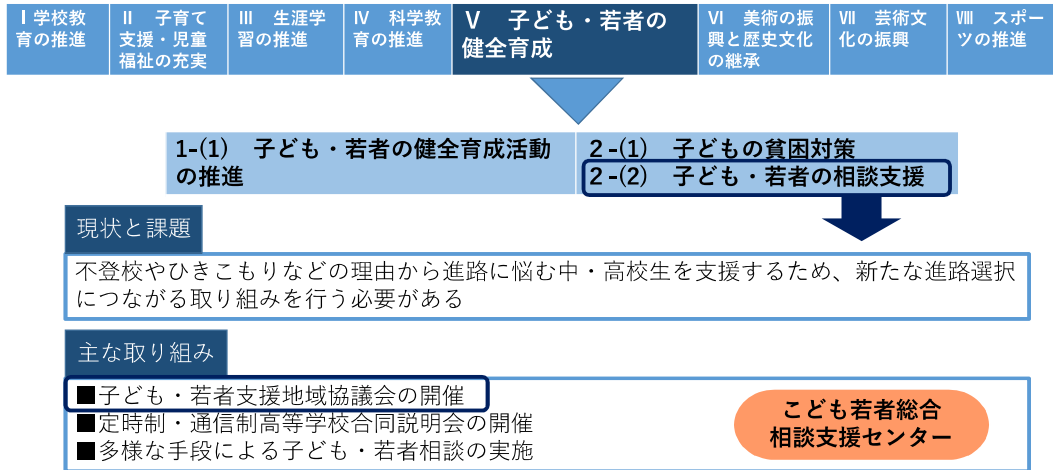 Ⅰ学校教
育の推進
Ⅱ　子育て
支援・児童
福祉の充実
Ⅲ　生涯学
習の推進
Ⅳ　科学教
育の推進
Ⅴ　子ども・若者の
健全育成
Ⅵ　美術の振
興と歴史文化
の継承
Ⅶ　芸術文
化の振興
Ⅷ　スポー
ツの推進
1-(1)　子ども・若者の健全育成活動
の推進
2-(1)　子どもの貧困対策
2-(2)　子ども・若者の相談支援
現状と課題
不登校やひきこもりなどの理由から進路に悩む中・高校生を支援するため、新たな進路選択
につながる取り組みを行う必要がある
主な取り組み
■子ども・若者支援地域協議会の開催
■定時制・通信制高等学校合同説明会の開催
■多様な手段による子ども・若者相談の実施
こども若者総合
相談支援センター